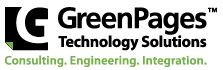 GreenPages™
Technology Solutions
Consulting. Engineering. Integration.